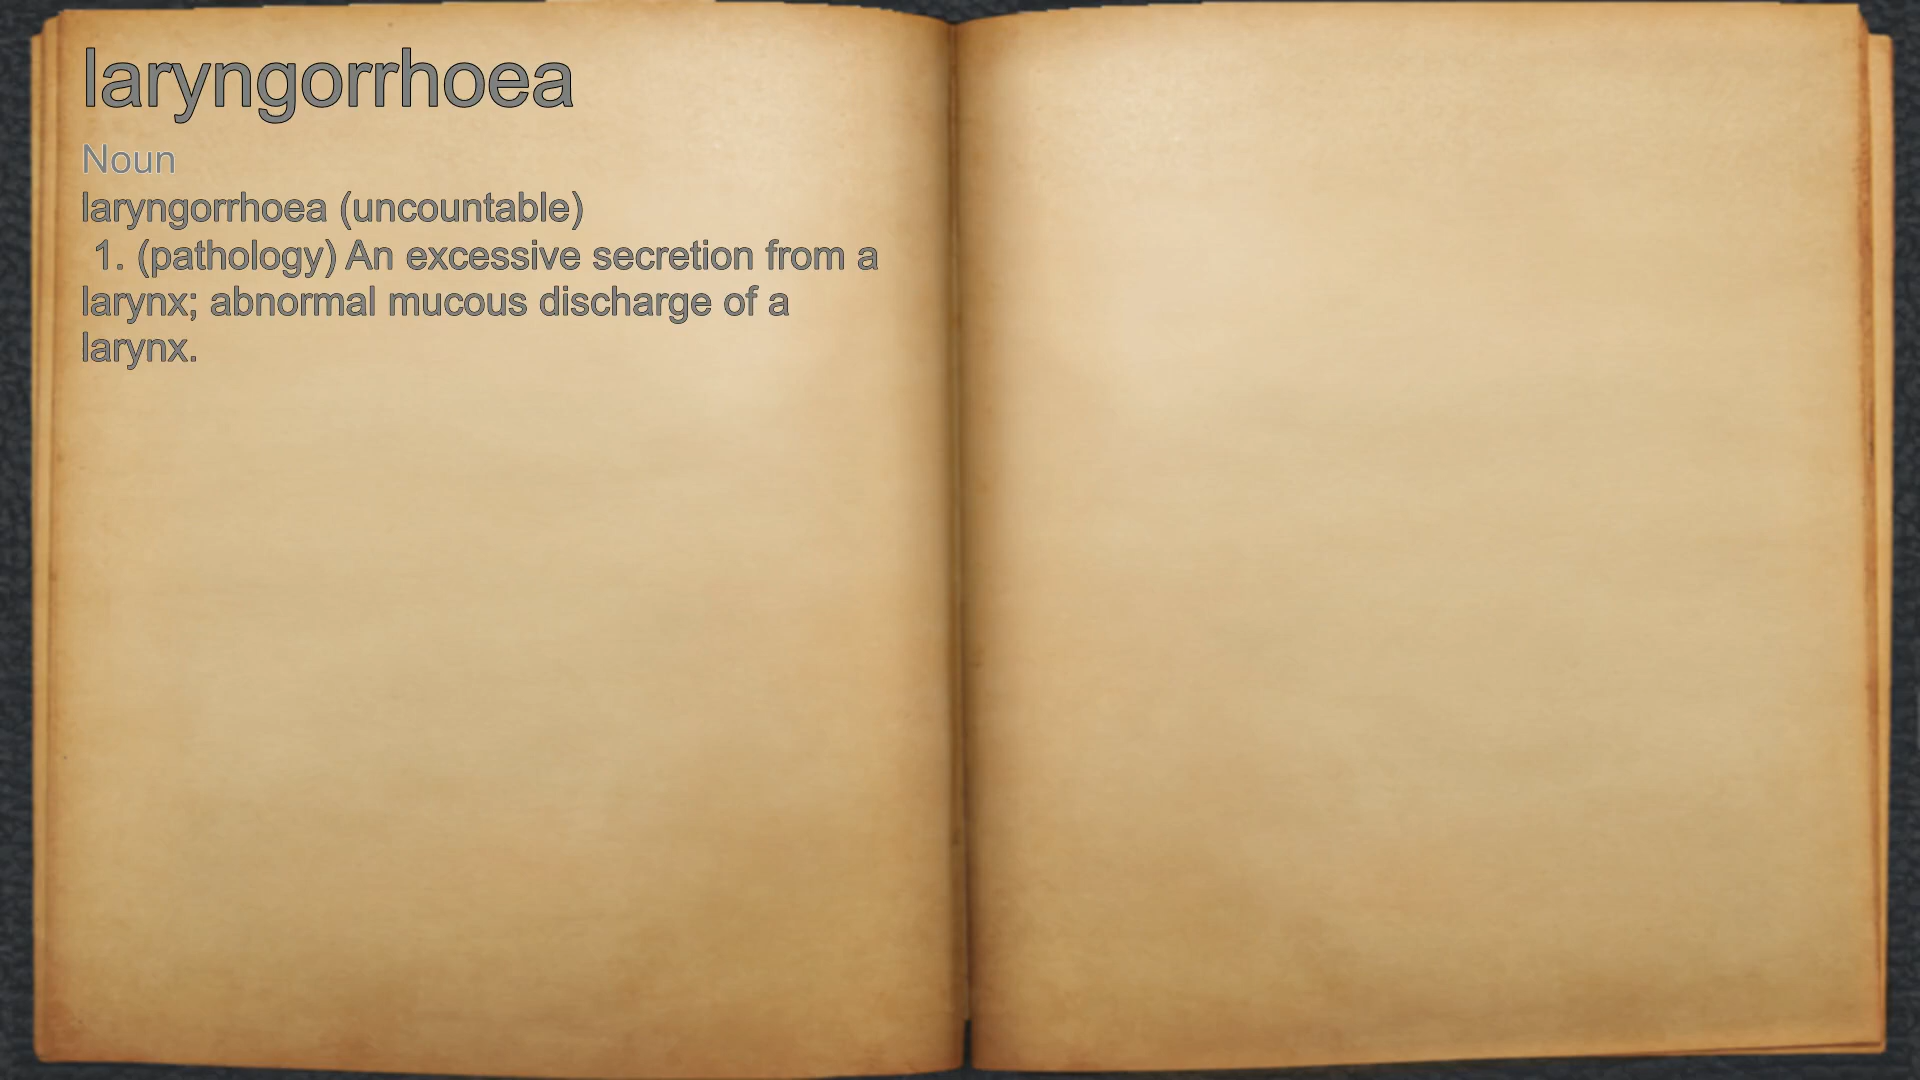 laryngorrhoea
Noun
laryngorrhoea (uncountable)
1. (pathology) An excessive secretion from a
larynx; abnormal mucous discharge of a
larynx.